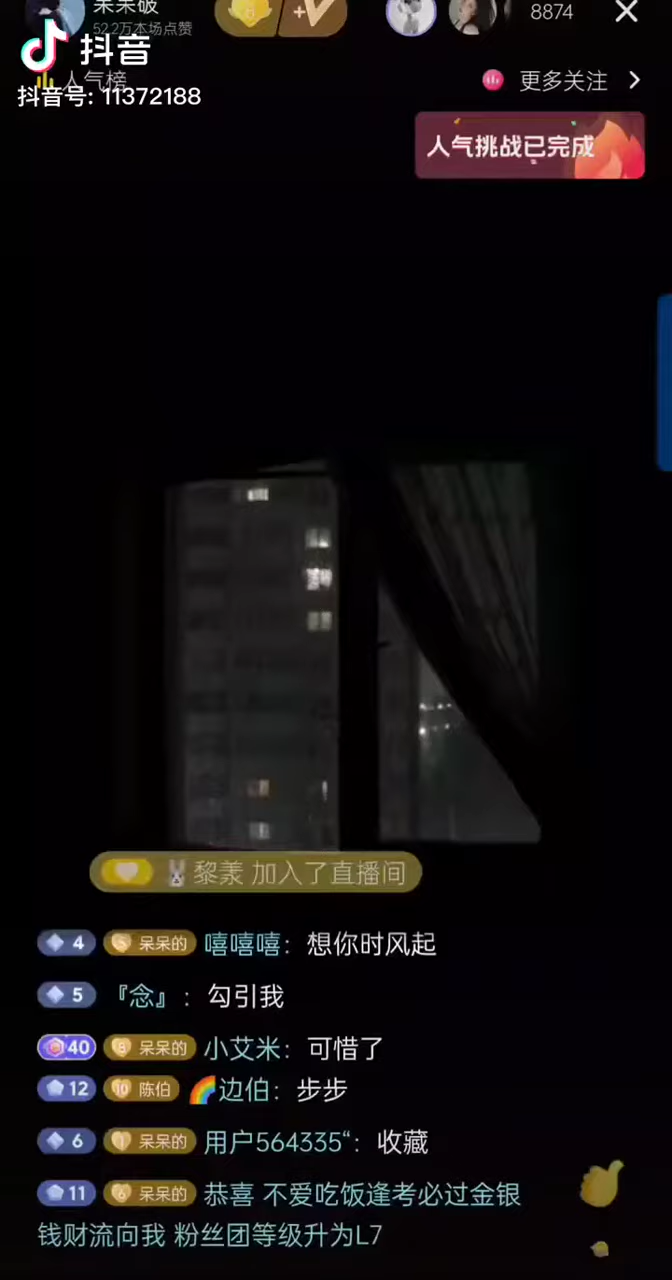 呆呆破
52.2万本场点赞
8874
抖音
人气榜
更多关注
抖音号: 11372188
人气挑战已完成
黎羕 加入了直播间
4 呆呆的 嘻嘻嘻：想你时风起
5 『念』：勾引我
40 8 呆呆的 小艾米：可惜了
12 10 陈伯 边伯：步步
6 呆呆的 用户564335“：收藏
11 6 呆呆的 恭喜 不爱吃饭逢考必过金银
钱财流向我 粉丝团等级升为L7